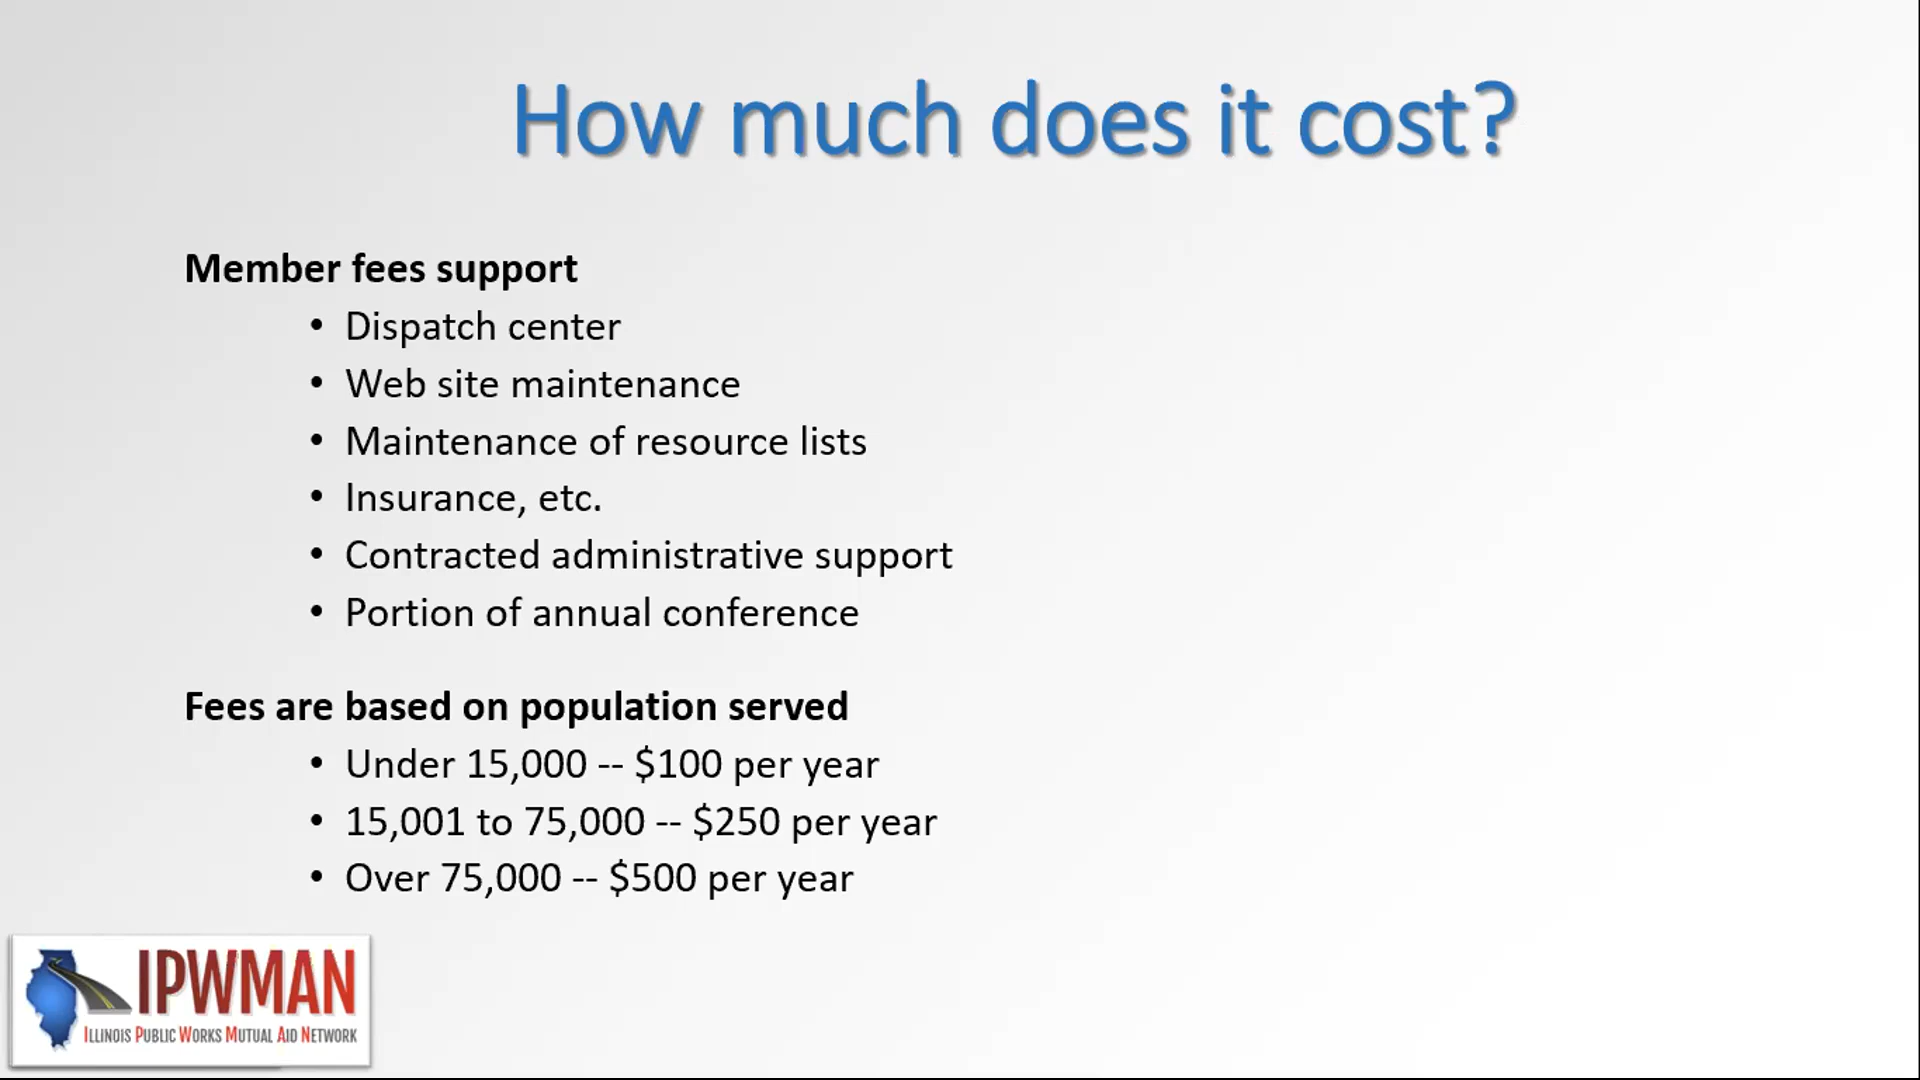 How much does it cost?
Member fees support
• Dispatch center
• Web site maintenance
• Maintenance of resource lists
• Insurance, etc.
• Contracted administrative support
• Portion of annual conference
Fees are based on population served
• Under 15,000 -- $100 per year
• 15,001 to 75,000 -- $250 per year
• Over 75,000 -- $500 per year
IPWMAN
ILLINOIS PUBLIC WORKS MUTUAL AID NETWORK